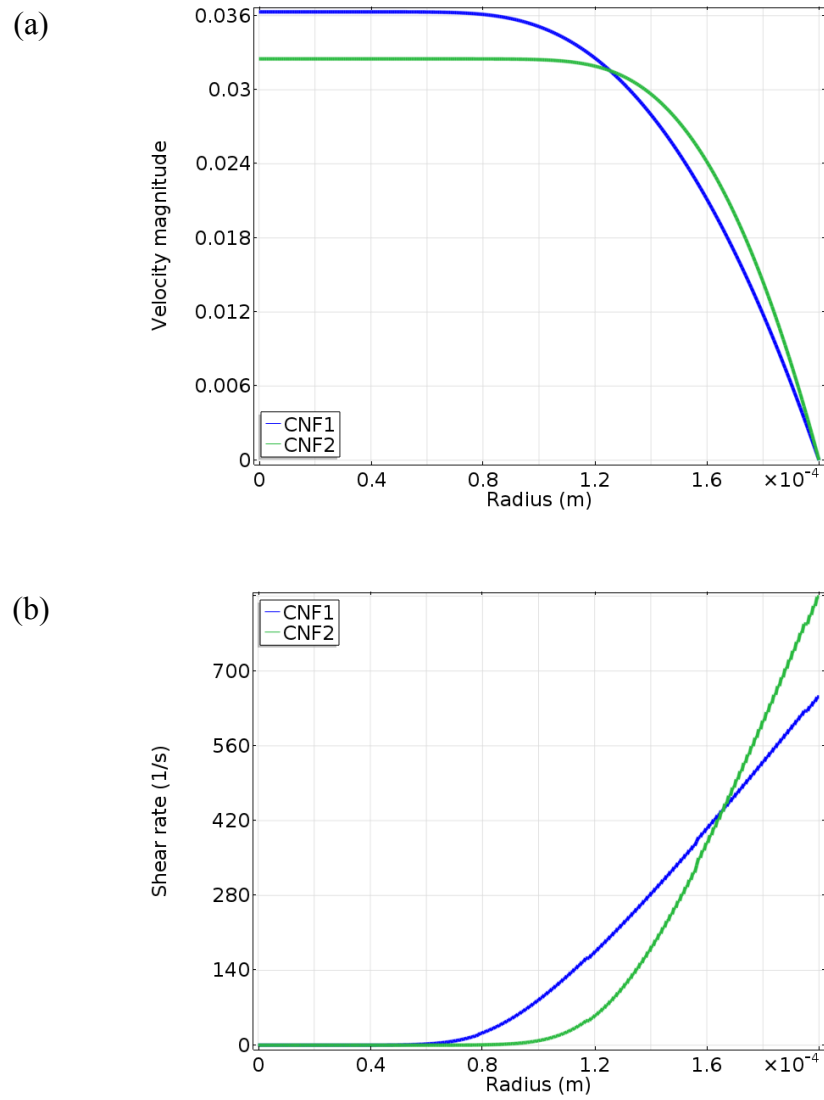 (a)
0.036
0.03
0.024
0.018
0.012
0.006
0
Velocity magnitude
CNF1
CNF2
0 0.4 0.8 1.2 1.6 ×10⁻⁴
Radius (m)
(b)
CNF1
CNF2
700
560
420
280
140
0
Shear rate (1/s)
0 0.4 0.8 1.2 1.6 ×10⁻⁴
Radius (m)